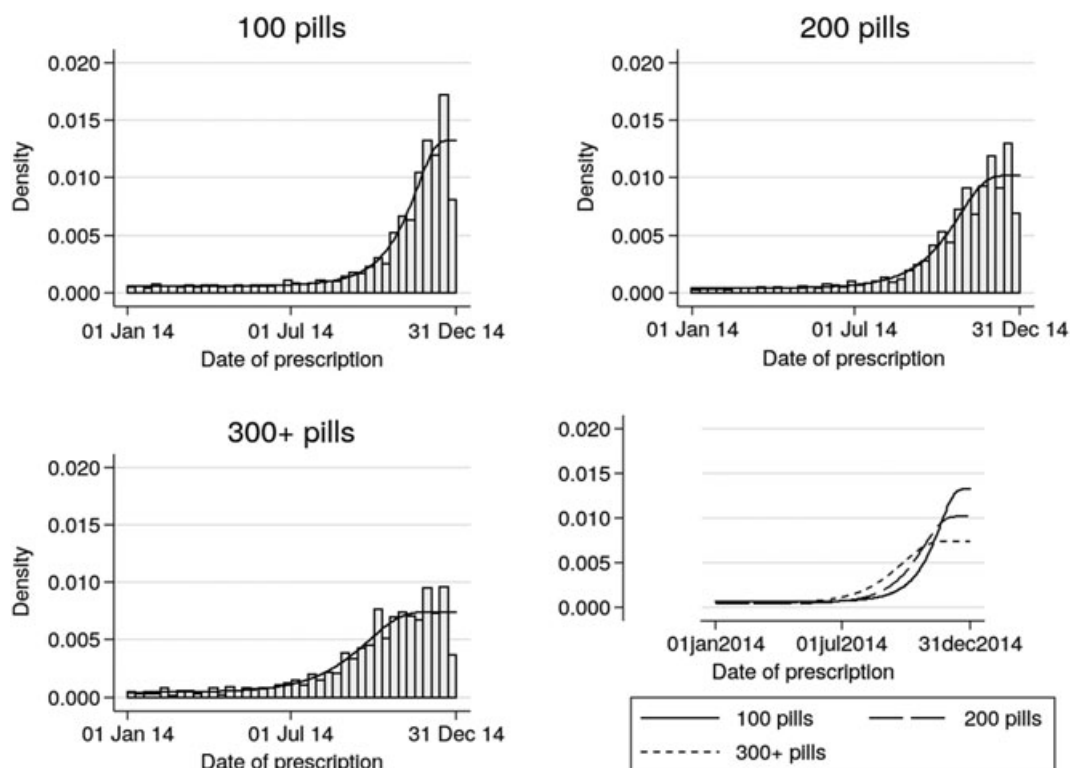 100 pills
0.020
0.015
0.010
0.005
0.000
Density
01 Jan 14 01 Jul 14 31 Dec 14
Date of prescription
200 pills
0.020
0.015
0.010
0.005
0.000
Density
01 Jan 14 01 Jul 14 31 Dec 14
Date of prescription
300+ pills
0.020
0.015
0.010
0.005
0.000
Density
01 Jan 14 01 Jul 14 31 Dec 14
Date of prescription
0.020
0.015
0.010
0.005
0.000
01jan2014 01jul2014 31dec2014
Date of prescription
100 pills 200 pills
300+ pills